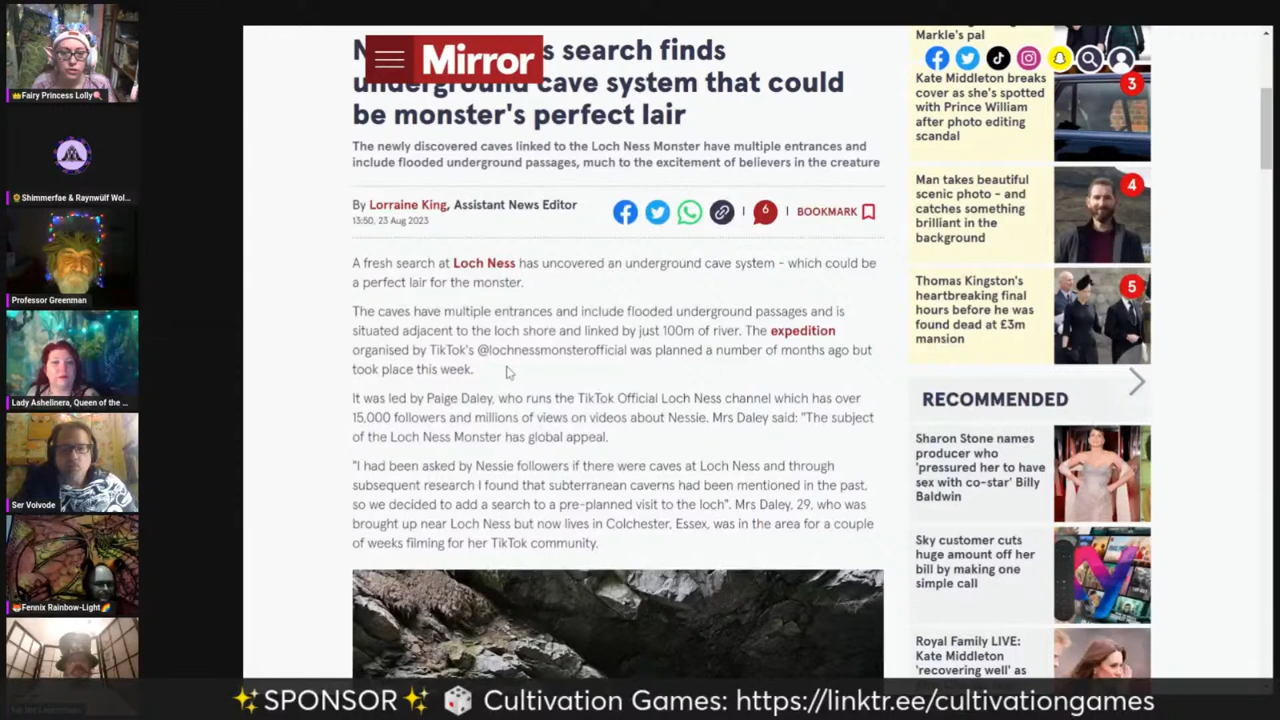 👑Fairy Princess Lolly🍭
🌻Shimmerfae & Raynwülf Wol...
Professor Greenman
Lady Ashelinera, Queen of the ...
Ser Voivode
🦊Fennix Rainbow-Light🌈
Mirror
s search finds
underground cave system that could
be monster's perfect lair
The newly discovered caves linked to the Loch Ness Monster have multiple entrances and
include flooded underground passages, much to the excitement of believers in the creature
By Lorraine King, Assistant News Editor
13:50, 23 Aug 2023
6
BOOKMARK
A fresh search at Loch Ness has uncovered an underground cave system - which could be
a perfect lair for the monster.
The caves have multiple entrances and include flooded underground passages and is
situated adjacent to the loch shore and linked by just 100m of river. The expedition
organised by TikTok's @lochnessmonsterofficial was planned a number of months ago but
took place this week.
It was led by Paige Daley, who runs the TikTok Official Loch Ness channel which has over
15,000 followers and millions of views on videos about Nessie. Mrs Daley said: "The subject
of the Loch Ness Monster has global appeal.
"I had been asked by Nessie followers if there were caves at Loch Ness and through
subsequent research I found that subterranean caverns had been mentioned in the past,
so we decided to add a search to a pre-planned visit to the loch". Mrs Daley, 29, who was
brought up near Loch Ness but now lives in Colchester, Essex, was in the area for a couple
of weeks filming for her TikTok community.
Markle's pal
Kate Middleton breaks
cover as she's spotted
with Prince William
after photo editing
scandal
3
Man takes beautiful
scenic photo - and
catches something
brilliant in the
background
4
Thomas Kingston's
heartbreaking final
hours before he was
found dead at £3m
mansion
5
RECOMMENDED
Sharon Stone names
producer who
'pressured her to have
sex with co-star' Billy
Baldwin
Sky customer cuts
huge amount off her
bill by making one
simple call
Royal Family LIVE:
Kate Middleton
'recovering well' as
✨SPONSOR✨ 🎲 Cultivation Games: https://linktr.ee/cultivationgames